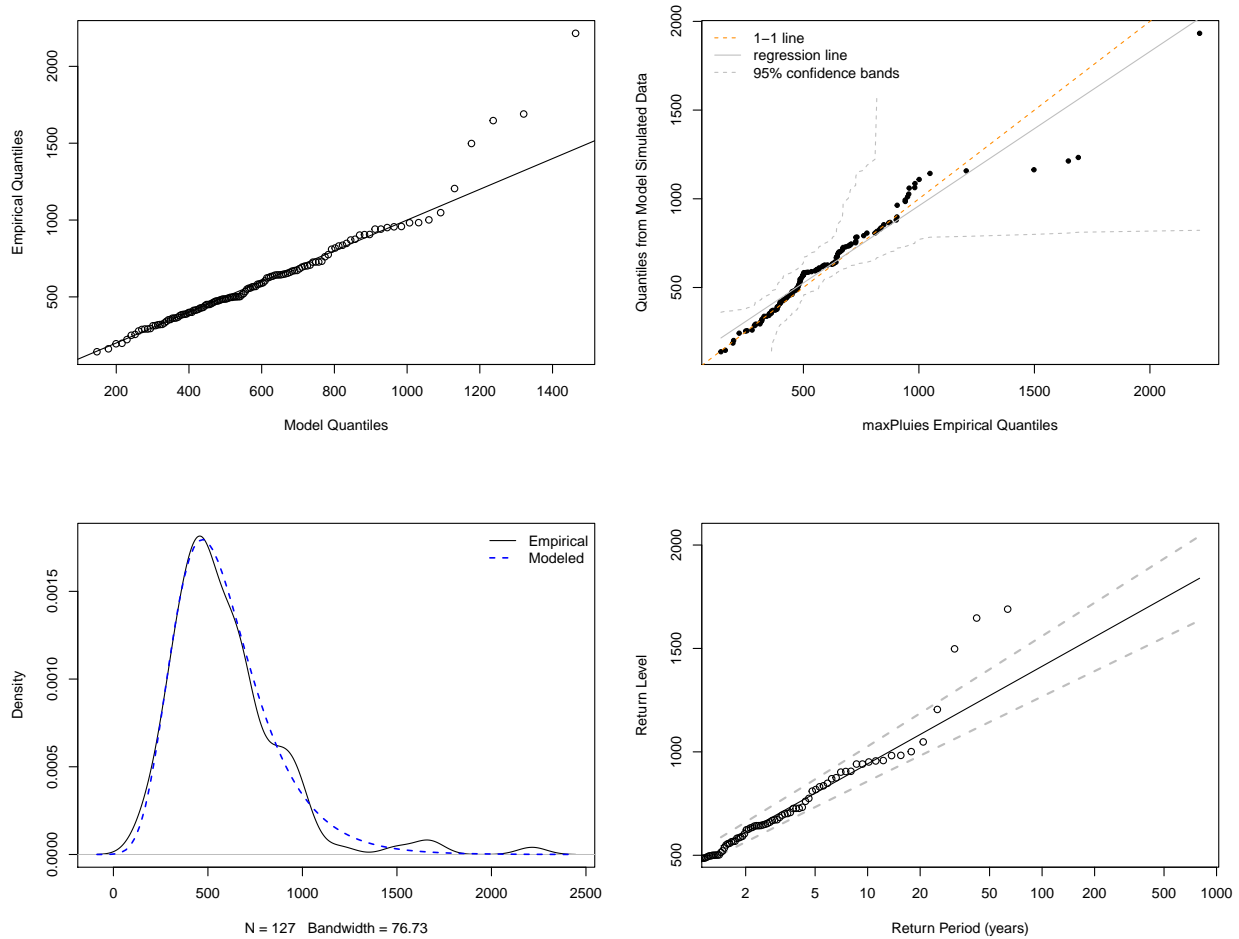 Empirical Quantiles
2000
1500
1000
500
200 400 600 800 1000 1200 1400
Model Quantiles
Quantiles from Model Simulated Data
2000
1500
1000
500
1−1 line
regression line
95% confidence bands
500 1000 1500 2000
maxPluies Empirical Quantiles
Density
0.0015
0.0010
0.0005
0.0000
Empirical
Modeled
0 500 1000 1500 2000 2500
N = 127 Bandwidth = 76.73
Return Level
2000
1500
1000
500
2 5 10 20 50 100 200 500 1000
Return Period (years)